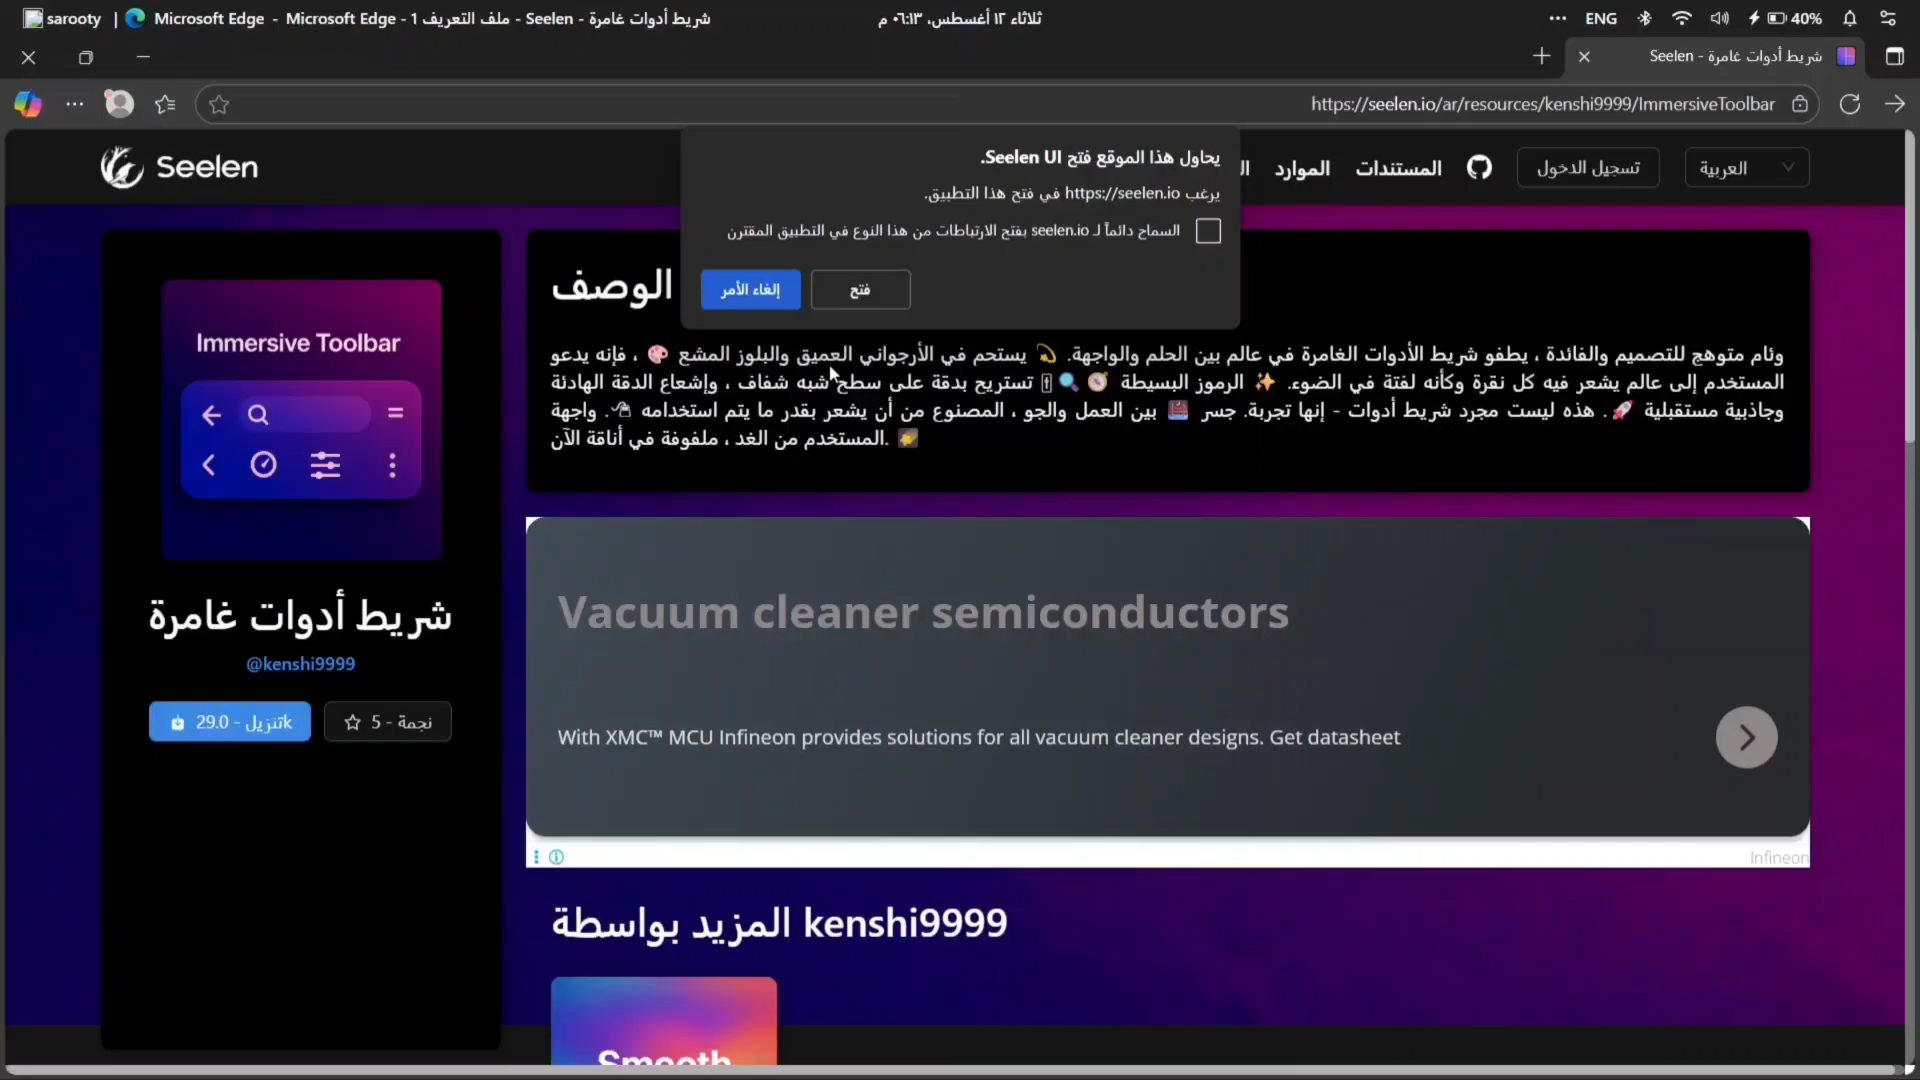 sarooty | Microsoft Edge - Microsoft Edge - شريط أدوات غامرة - Seelen - ملف التعريف 1
ثلاثاء ١٢ أغسطس، ٠٦:١٣ م
ENG
40%
شريط أدوات غامرة - Seelen
https://seelen.io/ar/resources/kenshi9999/ImmersiveToolbar
Seelen
الموارد
المستندات
تسجيل الدخول
العربية
يحاول هذا الموقع فتح Seelen UI.
يرغب https://seelen.io في فتح هذا التطبيق.
السماح دائماً لـ seelen.io بفتح الارتباطات من هذا النوع في التطبيق المقترن
فتح
إلغاء الأمر
Immersive Toolbar
شريط أدوات غامرة
@kenshi9999
تنزيل - 29.0k
نجمة - 5
الوصف
وئام متوهج للتصميم والفائدة ، يطفو شريط الأدوات الغامرة في عالم بين الحلم والواجهة. 💫 يستحم في الأرجواني العميق والبلوز المشع 🎨 ، فإنه يدعو
المستخدم إلى عالم يشعر فيه كل نقرة وكأنه لفتة في الضوء. ✨ الرموز البسيطة 🧭 🔍 🎚 تستريح بدقة على سطح شبه شفاف ، وإشعاع الدقة الهادئة
وجاذبية مستقبلية 🚀 . هذه ليست مجرد شريط أدوات - إنها تجربة. جسر 🌉 بين العمل والجو ، المصنوع من أن يشعر بقدر ما يتم استخدامه 🖱. واجهة
المستخدم من الغد ، ملفوفة في أناقة الآن. 🌌
Vacuum cleaner semiconductors
With XMC™ MCU Infineon provides solutions for all vacuum cleaner designs. Get datasheet
Infineon
المزيد بواسطة kenshi9999
Smooth